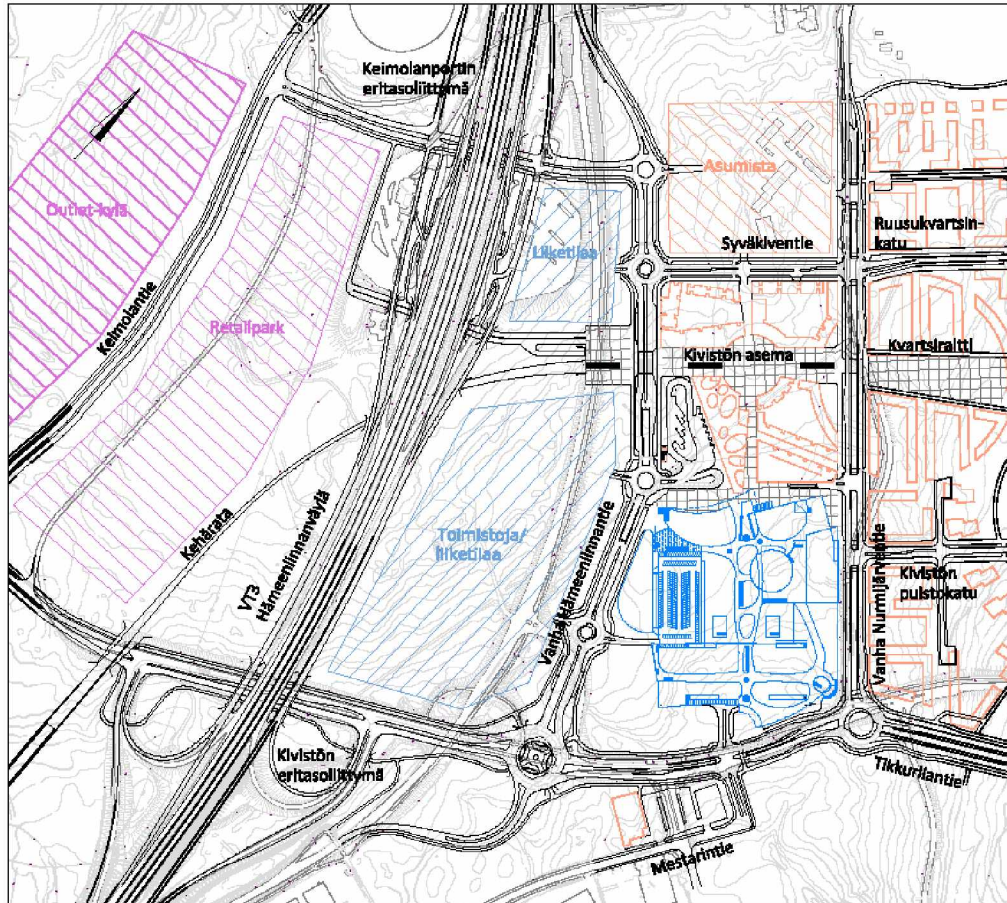 Keimolanportin
eritasoliittymä
Asumista
Outlet-kylä
Ruusukvartsin-
katu
Syväkiventie
Liiketilaa
Keimolantie
Retailpark
Kivistön asema
Kvartsiraitti
Kehärata
VT3
Hämeenlinnanväylä
Toimistoja/
liiketilaa
Vanha Hämeenlinnantie
Vanha Nurmijärventie
Kivistön
puistokatu
Kivistön
eritasoliittymä
Tikkurilantie
Mestarintie